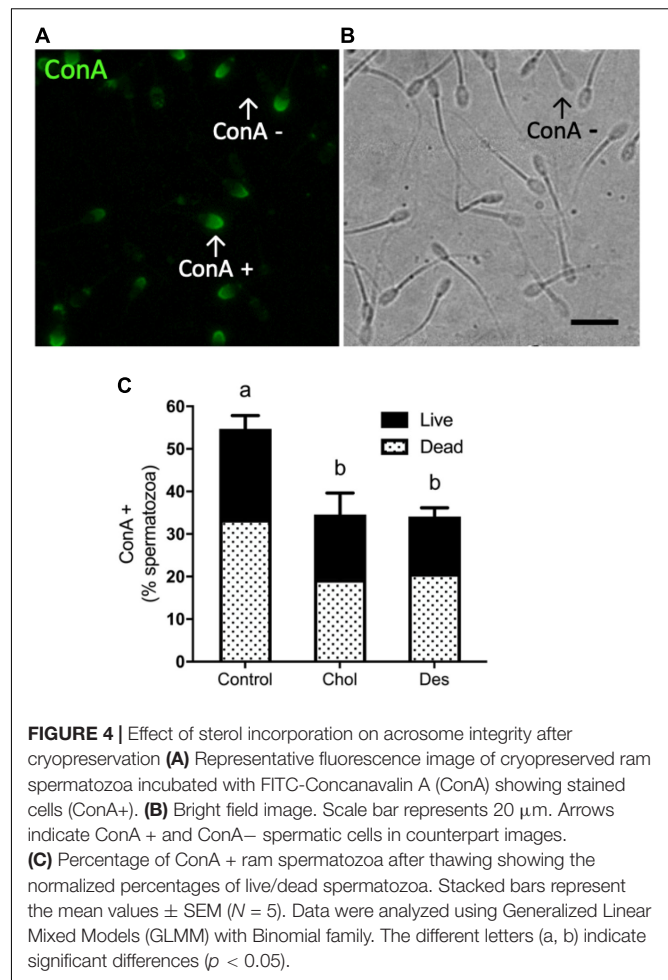 A
B
ConA
ConA -
ConA -
ConA +
C
a
b
b
Live
Dead
60
50
40
30
20
10
0
ConA +
(% spermatozoa)
Control
Chol
Des
FIGURE 4 | Effect of sterol incorporation on acrosome integrity after
cryopreservation (A) Representative fluorescence image of cryopreserved ram
spermatozoa incubated with FITC-Concanavalin A (ConA) showing stained
cells (ConA+). (B) Bright field image. Scale bar represents 20 μm. Arrows
indicate ConA + and ConA− spermatic cells in counterpart images.
(C) Percentage of ConA + ram spermatozoa after thawing showing the
normalized percentages of live/dead spermatozoa. Stacked bars represent
the mean values ± SEM (N = 5). Data were analyzed using Generalized Linear
Mixed Models (GLMM) with Binomial family. The different letters (a, b) indicate
significant differences (p < 0.05).